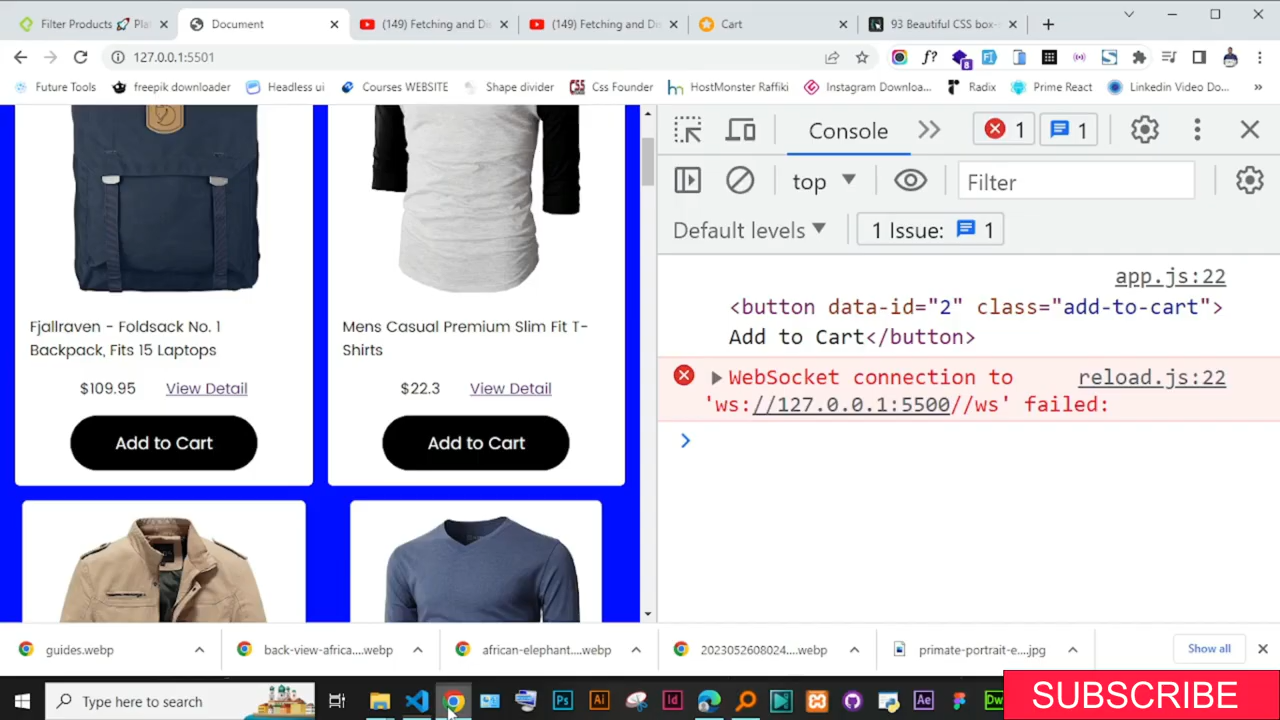 Filter Products 🚀 Pla
Document
(149) Fetching and Di
(149) Fetching and Di
Cart
93 Beautiful CSS box-s
127.0.0.1:5501
Future Tools
freepik downloader
Headless ui
Courses WEBSITE
Shape divider
Css Founder
HostMonster Raffiki
Instagram Downloa...
Radix
Prime React
Linkedin Video Do...
»
Console
1
1
top
Filter
Default levels
1 Issue: 1
app.js:22
<button data-id="2" class="add-to-cart">
Add to Cart</button>
WebSocket connection to reload.js:22
'ws://127.0.0.1:5500//ws' failed:
Fjallraven - Foldsack No. 1
Backpack, Fits 15 Laptops
$109.95 View Detail
Add to Cart
Mens Casual Premium Slim Fit T-
Shirts
$22.3 View Detail
Add to Cart
guides.webp
back-view-africa....webp
african-elephant....webp
2023052608024....webp
primate-portrait-e....jpg
Show all
Type here to search
SUBSCRIBE